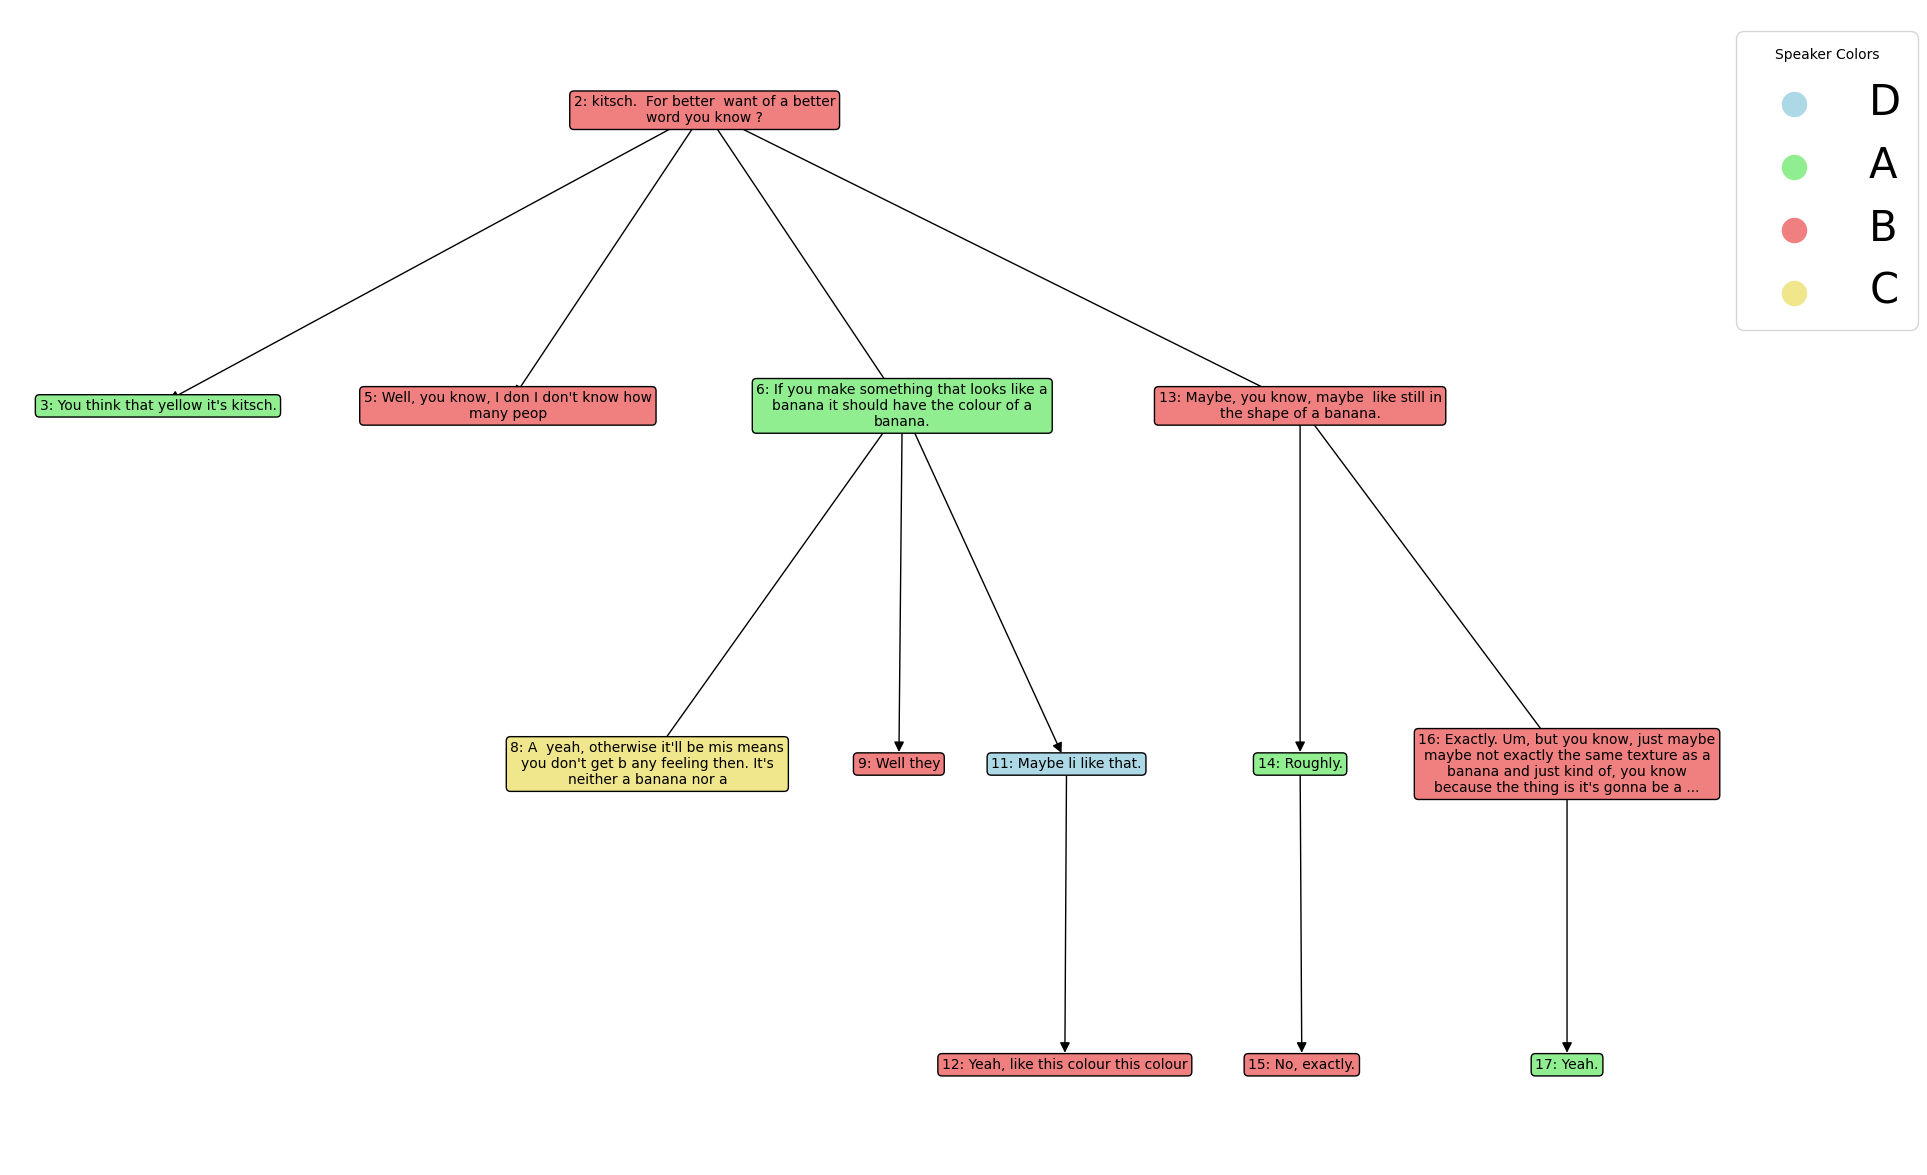 Speaker Colors
D
A
B
C
2: kitsch.  For better  want of a better
word you know ?
3: You think that yellow it's kitsch.
5: Well, you know, I don I don't know how
many peop
6: If you make something that looks like a
banana it should have the colour of a
banana.
13: Maybe, you know, maybe  like still in
the shape of a banana.
8: A  yeah, otherwise it'll be mis means
you don't get b any feeling then. It's
neither a banana nor a
9: Well they
11: Maybe li like that.
14: Roughly.
16: Exactly. Um, but you know, just maybe
maybe not exactly the same texture as a
banana and just kind of, you know
because the thing is it's gonna be a ...
12: Yeah, like this colour this colour
15: No, exactly.
17: Yeah.